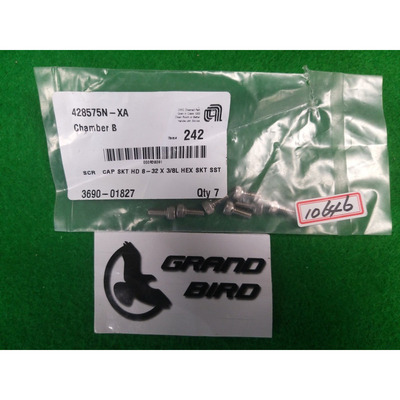 428575N-XA
Chamber B
242
SCR CAP SKT HD 8-32 X 3/8L HEX SKT SST
3690-01827 Qty 7
10646
GRAND
BIRD